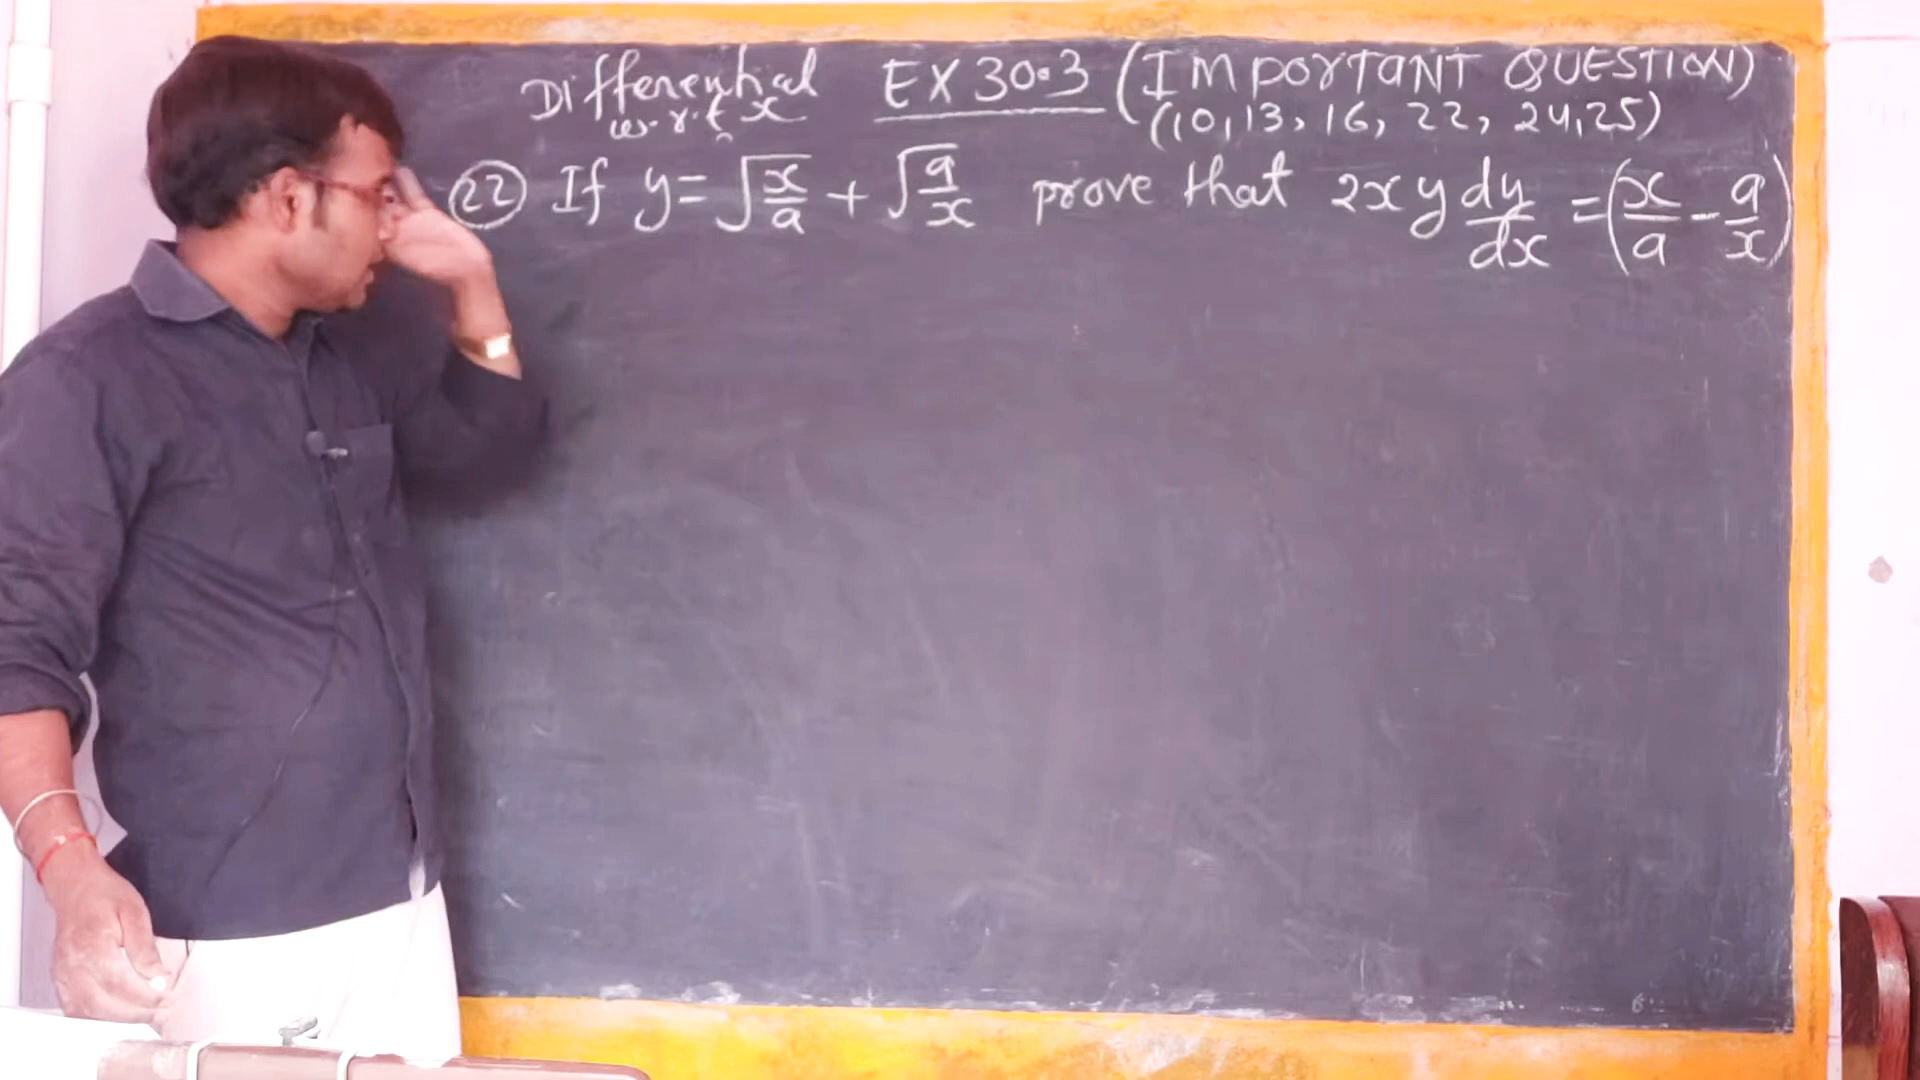 Differential EX 30.3 (IMPORTANT QUESTION)
w.r.t x (10, 13, 16, 22, 24, 25)
(22) If y = √(x/a) + √(a/x) prove that 2xy dy/dx = (x/a - a/x)